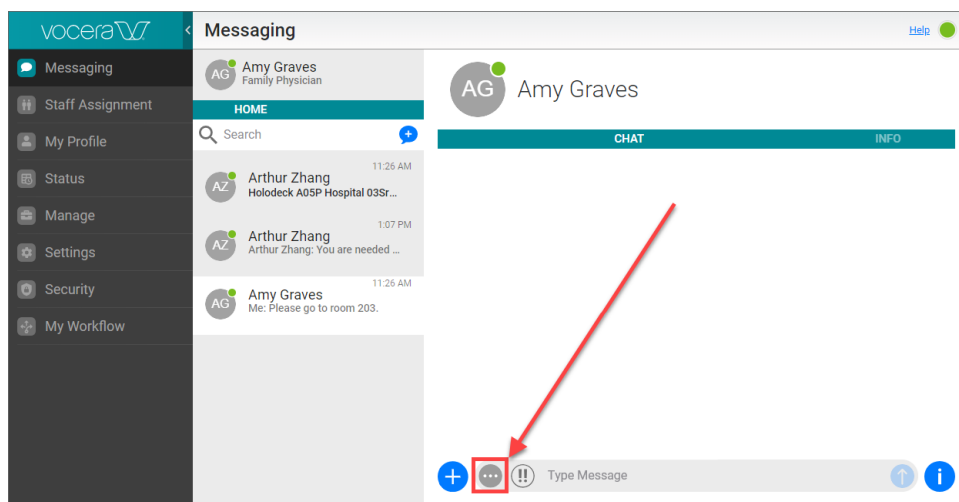 vocera
Messaging
Staff Assignment
My Profile
Status
Manage
Settings
Security
My Workflow
Messaging
Help
AG
Amy Graves
Family Physician
HOME
Search
11:26 AM
AZ
Arthur Zhang
Holodeck A05P Hospital 03Sr...
1:07 PM
AZ
Arthur Zhang
Arthur Zhang: You are needed ...
11:26 AM
AG
Amy Graves
Me: Please go to room 203.
AG
Amy Graves
CHAT INFO
Type Message